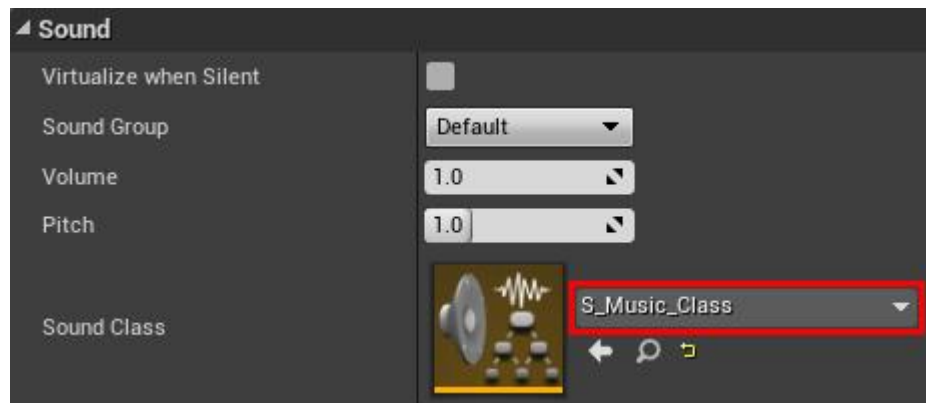 Sound
Virtualize when Silent
Sound Group Default
Volume 1.0
Pitch 1.0
Sound Class S_Music_Class